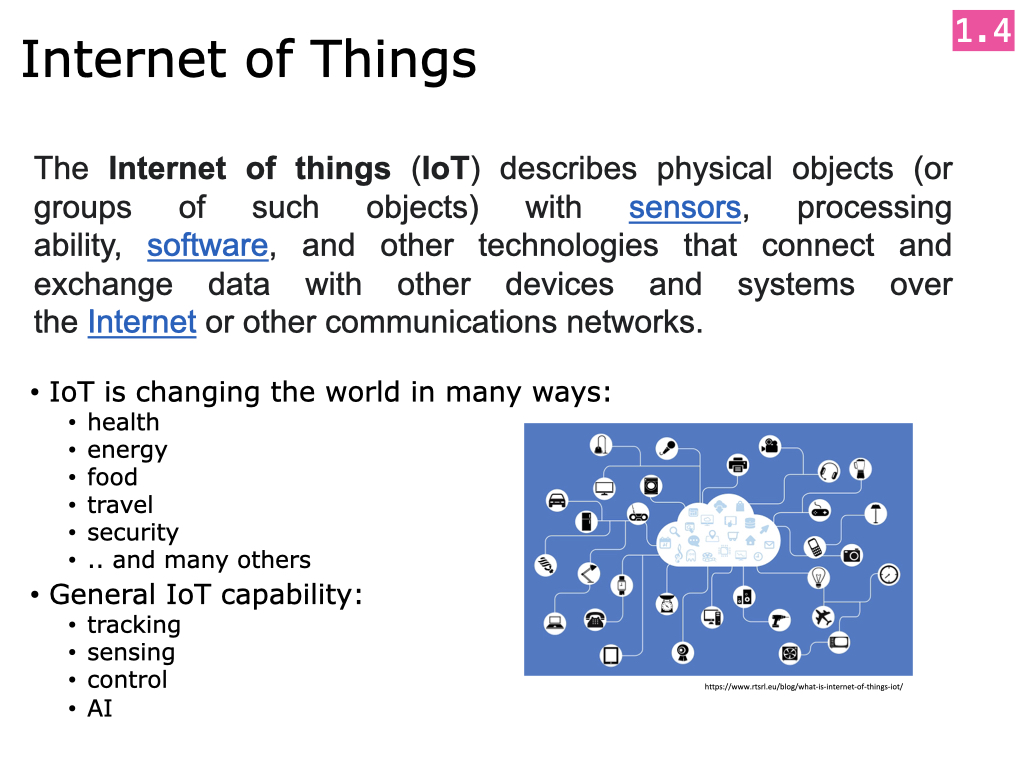 1.4
Internet of Things
The Internet of things (IoT) describes physical objects (or
groups of such objects) with sensors, processing
ability, software, and other technologies that connect and
exchange data with other devices and systems over
the Internet or other communications networks.
• IoT is changing the world in many ways:
• health
• energy
• food
• travel
• security
• .. and many others
• General IoT capability:
• tracking
• sensing
• control
• AI
https://www.rtsrl.eu/blog/what-is-internet-of-things-iot/